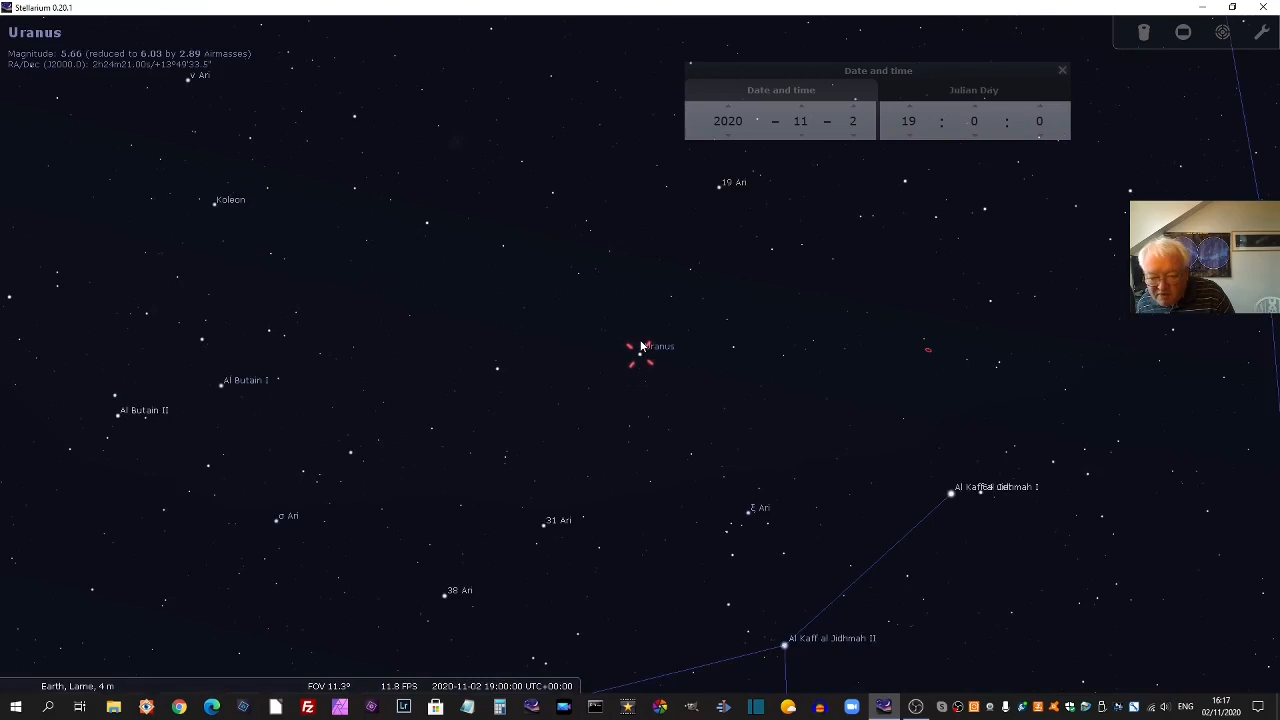 Stellarium 0.20.1
Uranus
Magnitude: 5.66 (reduced to 6.03 by 2.89 Airmasses)
RA/Dec (J2000.0): 2h24m21.00s/+13°49'33.5"
ν Ari
Date and time
Date and time Julian Day
2020 - 11 - 2 19 : 0 : 0
19 Ari
Koleon
Uranus
Al Butain I
Al Butain II
Al Kaff al Jidhmah I
σ Ari
ξ Ari
31 Ari
38 Ari
Al Kaff al Jidhmah II
Earth, Larne, 4 m FOV 11.3° 11.8 FPS 2020-11-02 19:00:00 UTC+00:00
ENG
16:17
02/11/2020